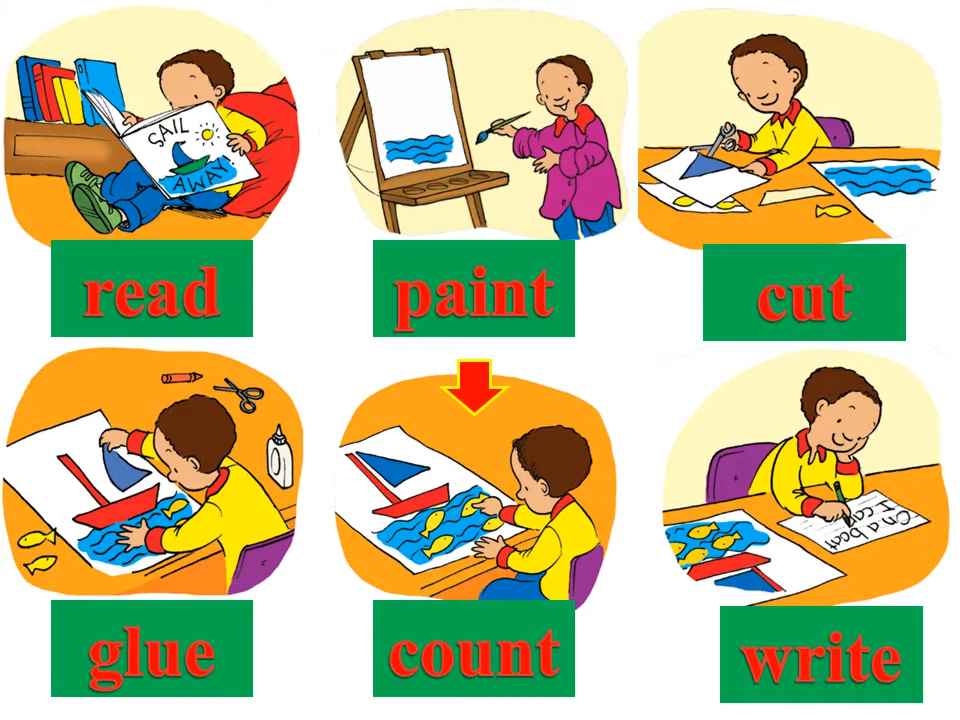 SAIL
AWAY
read
paint
cut
glue
count
On a boat
I can
write